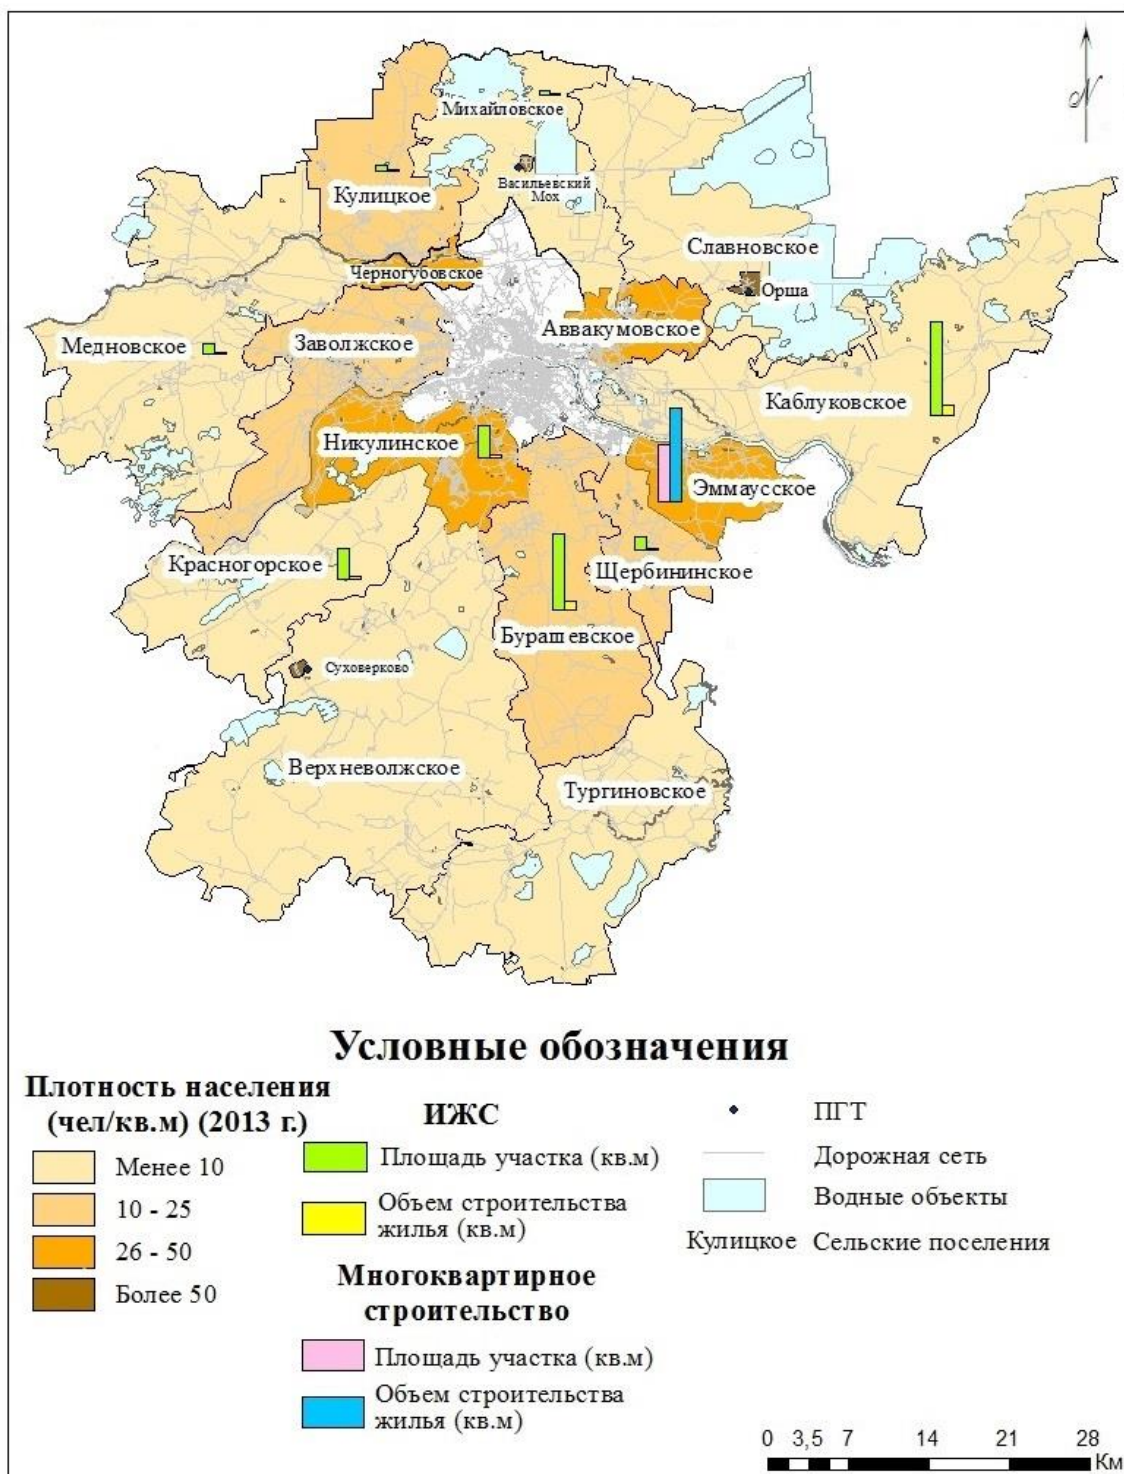 N
Михайловское
Васильевский
Мох
Кулицкое
Славновское
Черногубовское
Орша
Аввакумовское
Медновское
Заволжское
Каблуковское
Никулинское
Эммаусское
Красногорское
Щербининское
Бурашевское
Суховерково
Верхневолжское
Тургиновское
Условные обозначения
Плотность населения
(чел/кв.м) (2013 г.)
Менее 10
10 - 25
26 - 50
Более 50
ИЖС
Площадь участка (кв.м)
Объем строительства
жилья (кв.м)
Многоквартирное
строительство
Площадь участка (кв.м)
Объем строительства
жилья (кв.м)
ПГТ
Дорожная сеть
Водные объекты
Кулицкое Сельские поселения
0 3,5 7 14 21 28
Км